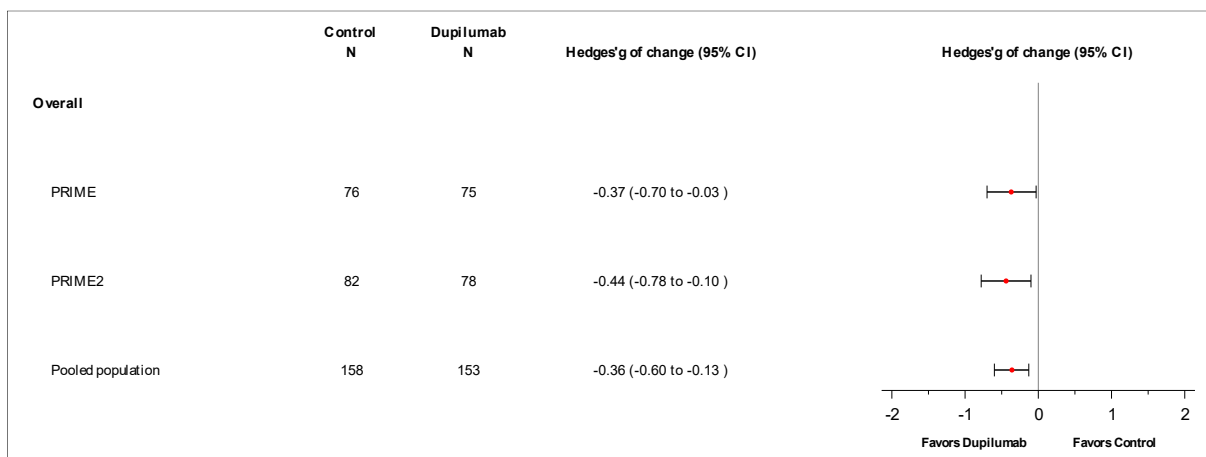 Control Dupilumab
N N Hedges'g of change (95% CI) Hedges'g of change (95% CI)
Overall
PRIME 76 75 -0.37 (-0.70 to -0.03 )
PRIME2 82 78 -0.44 (-0.78 to -0.10 )
Pooled population 158 153 -0.36 (-0.60 to -0.13 )
-2 -1 0 1 2
Favors Dupilumab Favors Control